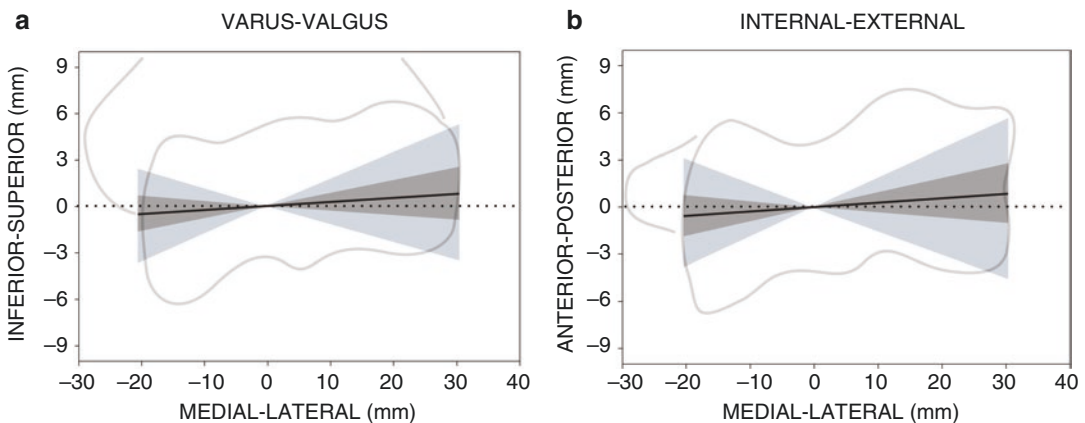 a VARUS-VALGUS
INFERIOR-SUPERIOR (mm)
9
6
3
0
–3
–6
–9
–30 –20 –10 0 10 20 30 40
MEDIAL-LATERAL (mm)
b INTERNAL-EXTERNAL
ANTERIOR-POSTERIOR (mm)
9
6
3
0
–3
–6
–9
–30 –20 –10 0 10 20 30 40
MEDIAL-LATERAL (mm)